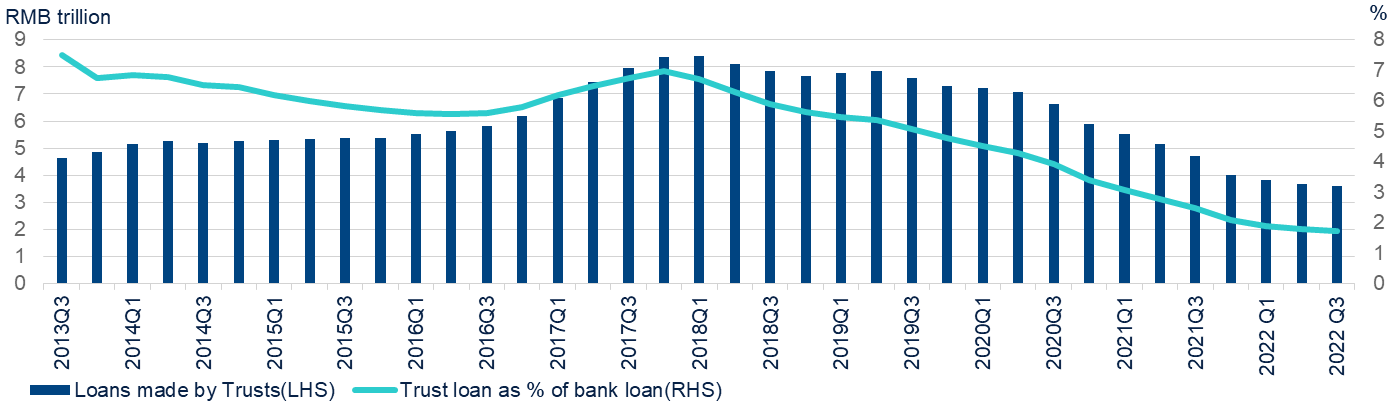 RMB trillion
%
9
8
7
6
5
4
3
2
1
0
8
7
6
5
4
3
2
1
0
2013Q3
2014Q1
2014Q3
2015Q1
2015Q3
2016Q1
2016Q3
2017Q1
2017Q3
2018Q1
2018Q3
2019Q1
2019Q3
2020Q1
2020Q3
2021Q1
2021Q3
2022 Q1
2022 Q3
Loans made by Trusts(LHS) Trust loan as % of bank loan(RHS)